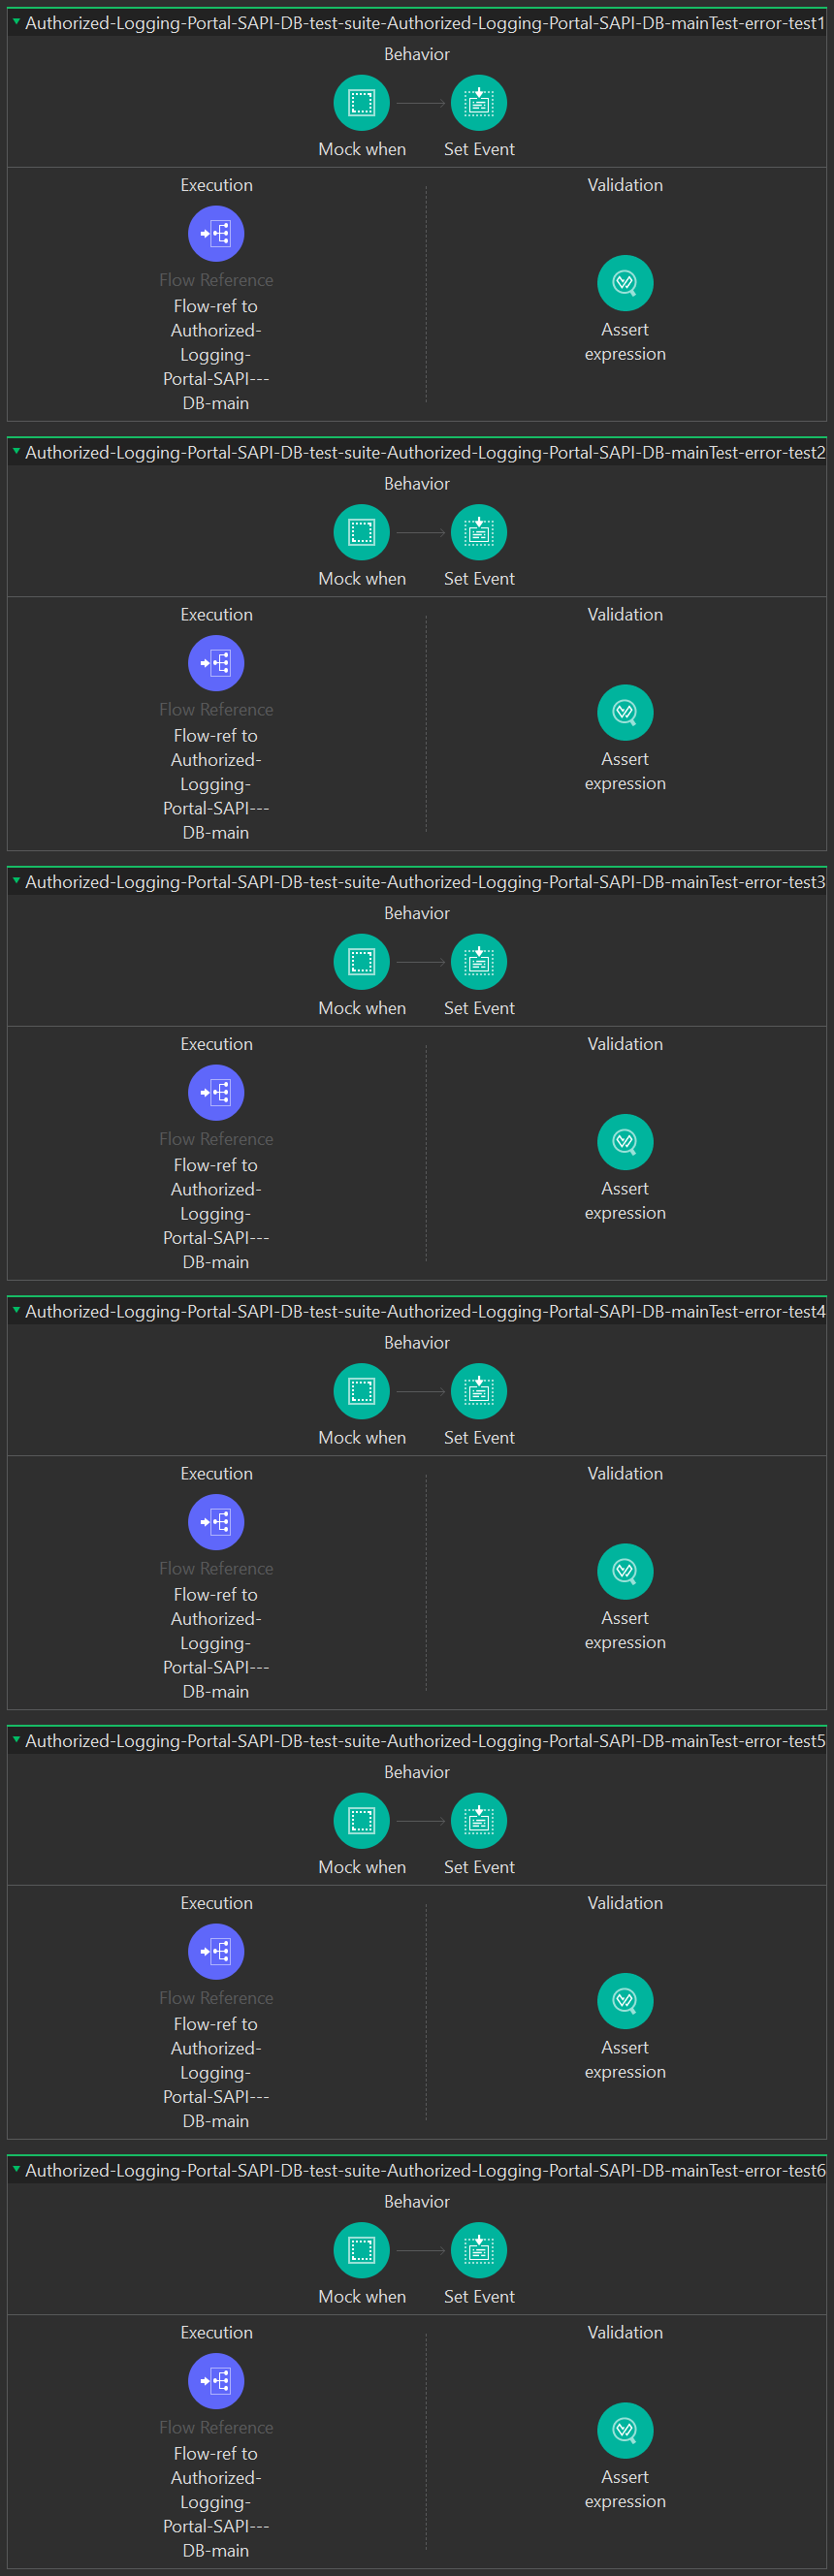 Authorized-Logging-Portal-SAPI-DB-test-suite-Authorized-Logging-Portal-SAPI-DB-mainTest-error-test1
Behavior
Mock when
Set Event
Execution
Flow Reference
Flow-ref to
Authorized-
Logging-
Portal-SAPI---
DB-main
Validation
Assert
expression
Authorized-Logging-Portal-SAPI-DB-test-suite-Authorized-Logging-Portal-SAPI-DB-mainTest-error-test2
Behavior
Mock when
Set Event
Execution
Flow Reference
Flow-ref to
Authorized-
Logging-
Portal-SAPI---
DB-main
Validation
Assert
expression
Authorized-Logging-Portal-SAPI-DB-test-suite-Authorized-Logging-Portal-SAPI-DB-mainTest-error-test3
Behavior
Mock when
Set Event
Execution
Flow Reference
Flow-ref to
Authorized-
Logging-
Portal-SAPI---
DB-main
Validation
Assert
expression
Authorized-Logging-Portal-SAPI-DB-test-suite-Authorized-Logging-Portal-SAPI-DB-mainTest-error-test4
Behavior
Mock when
Set Event
Execution
Flow Reference
Flow-ref to
Authorized-
Logging-
Portal-SAPI---
DB-main
Validation
Assert
expression
Authorized-Logging-Portal-SAPI-DB-test-suite-Authorized-Logging-Portal-SAPI-DB-mainTest-error-test5
Behavior
Mock when
Set Event
Execution
Flow Reference
Flow-ref to
Authorized-
Logging-
Portal-SAPI---
DB-main
Validation
Assert
expression
Authorized-Logging-Portal-SAPI-DB-test-suite-Authorized-Logging-Portal-SAPI-DB-mainTest-error-test6
Behavior
Mock when
Set Event
Execution
Flow Reference
Flow-ref to
Authorized-
Logging-
Portal-SAPI---
DB-main
Validation
Assert
expression